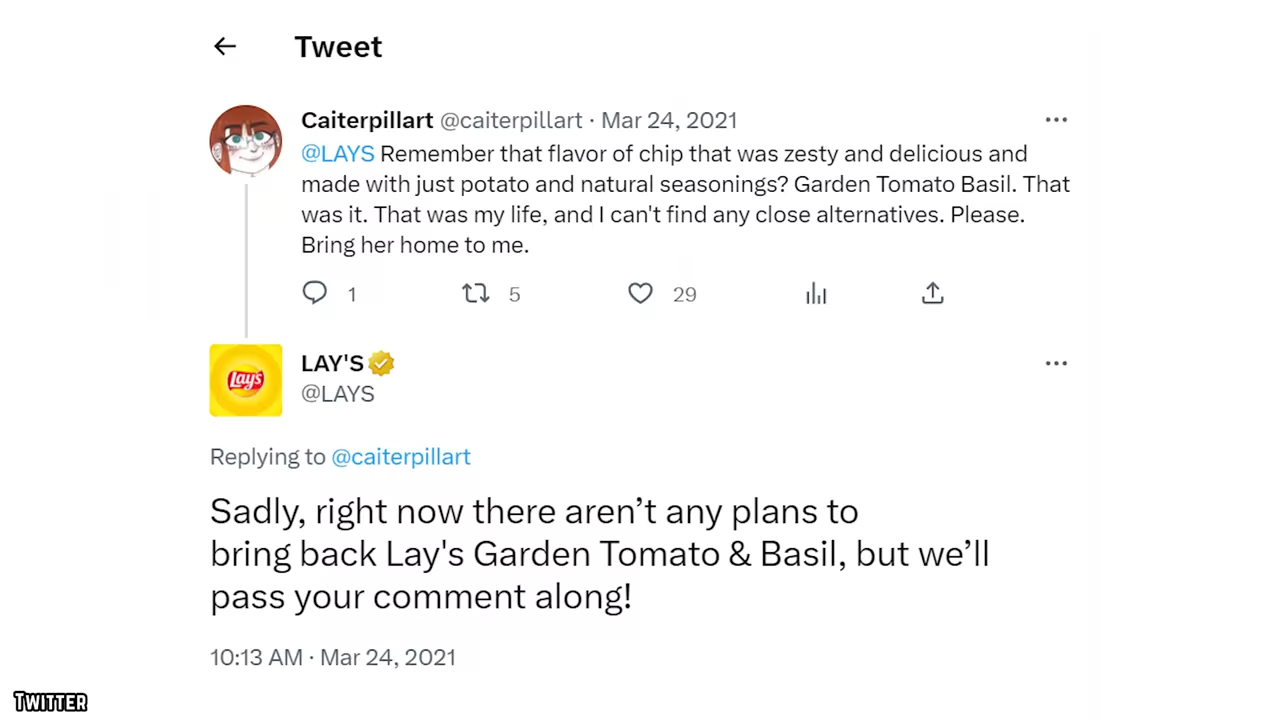 Tweet
Caiterpillart @caiterpillart · Mar 24, 2021
@LAYS Remember that flavor of chip that was zesty and delicious and
made with just potato and natural seasonings? Garden Tomato Basil. That
was it. That was my life, and I can't find any close alternatives. Please.
Bring her home to me.
1 5 29
LAY'S
Lay's
@LAYS
Replying to @caiterpillart
Sadly, right now there aren’t any plans to
bring back Lay's Garden Tomato & Basil, but we’ll
pass your comment along!
10:13 AM · Mar 24, 2021
TWITTER